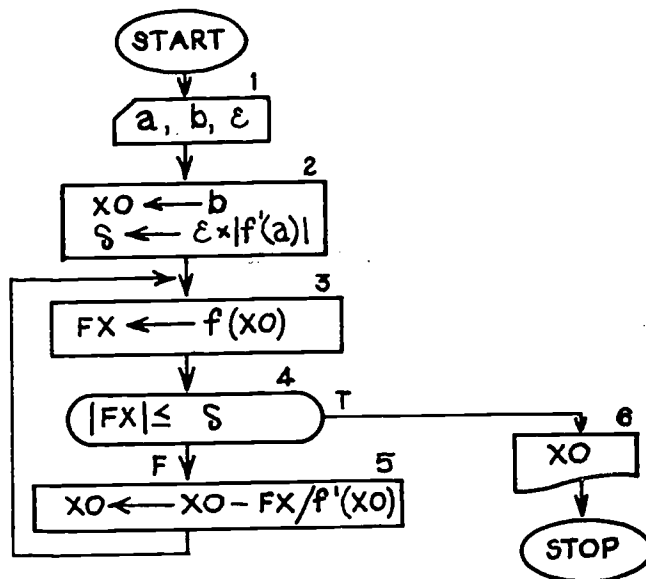 START
1
a, b, ε
2
XO ← b
δ ← ε×|f'(a)|
3
FX ← f(XO)
4
|FX| ≤ δ
T
F
5
XO ← XO - FX/f'(XO)
6
XO
STOP